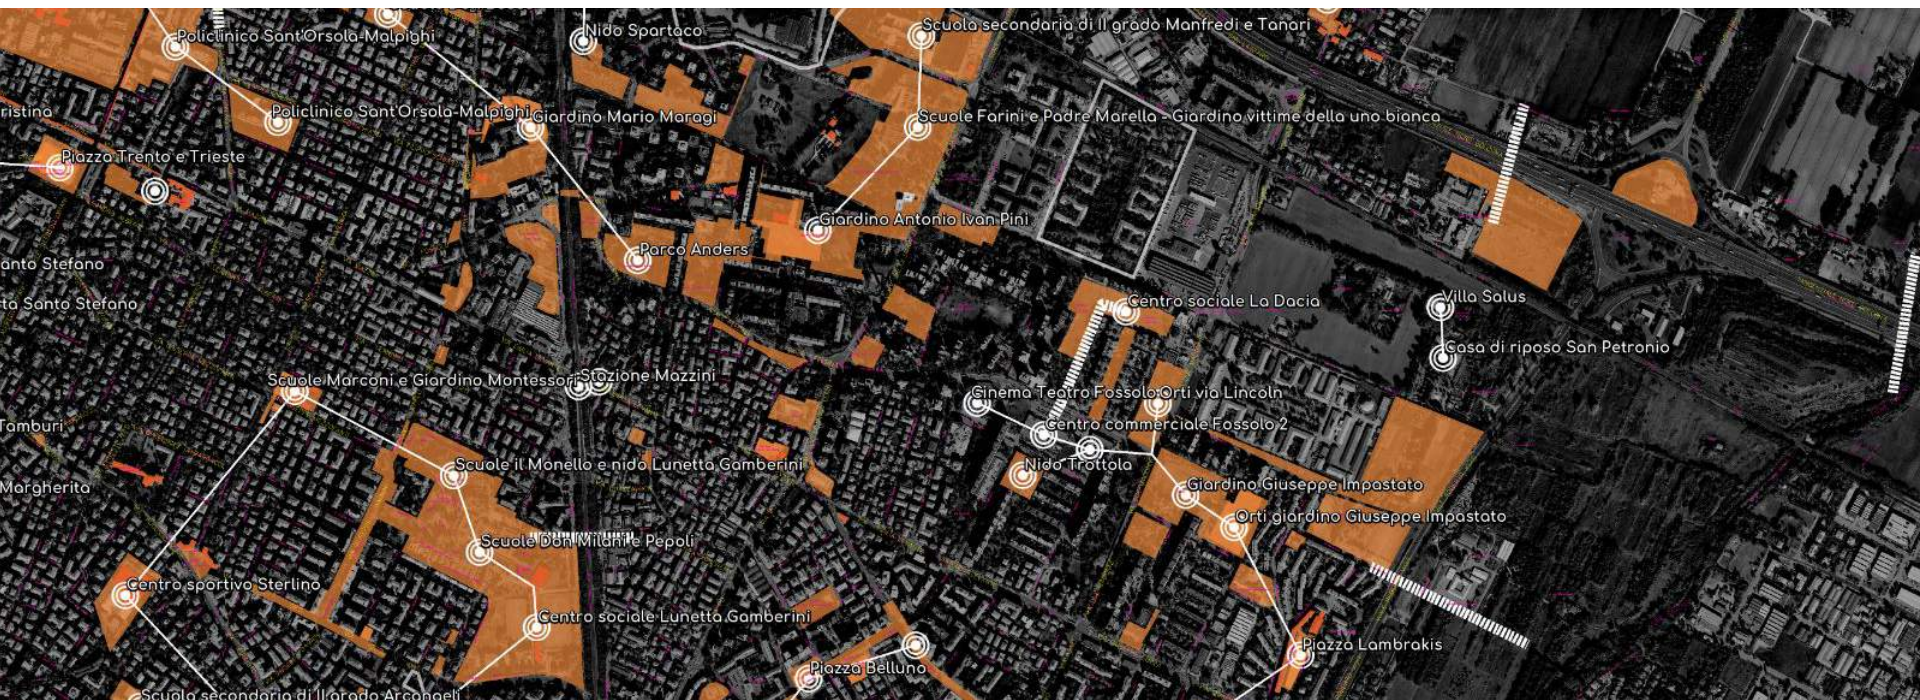 Scuola secondaria di II grado Manfredi e Tanari
Nido Spartaco
Policlinico Sant'Orsola-Malpighi
ristina
Policlinico Sant'Orsola-Malpighi
Giardino Mario Maragi
Scuole Farini e Padre Marella - Giardino vittime della uno bianca
Piazza Trento e Trieste
Giardino Antonio Ivan Pini
Parco Anders
anto Stefano
ta Santo Stefano
Centro sociale La Dacia
Villa Salus
Casa di riposo San Petronio
Scuole Marconi e Giardino Montessori
Stazione Mazzini
Cinema Teatro Fossolo
Orti via Lincoln
Tamburi
Centro commerciale Fossolo 2
Scuole il Monello e nido Lunetta Gamberini
Nido Trottola
Margherita
Giardino Giuseppe Impastato
Orti giardino Giuseppe Impastato
Scuole Don Milani e Pepoli
Centro sportivo Sterlino
Centro sociale Lunetta Gamberini
Piazza Lambrakis
Piazza Belluno
Scuola secondaria di II grado Arcangeli